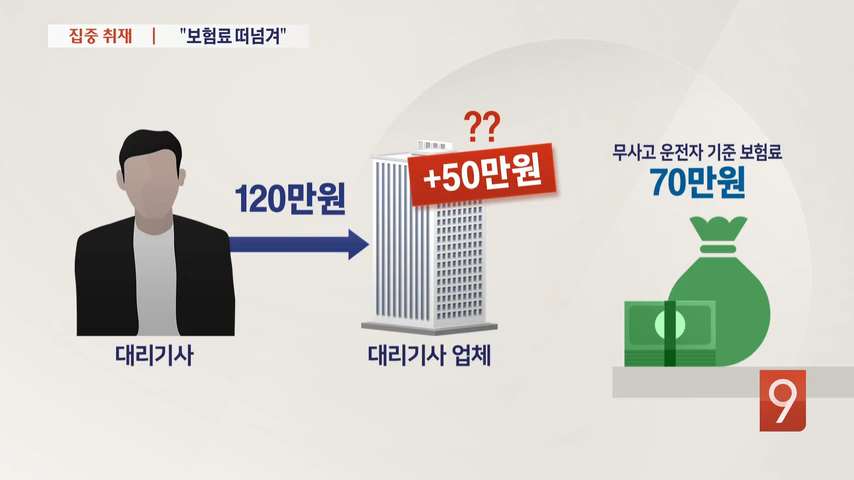 집중 취재 | "보험료 떠넘겨"
??
+50만원
120만원
무사고 운전자 기준 보험료
70만원
대리기사
대리기사 업체
9